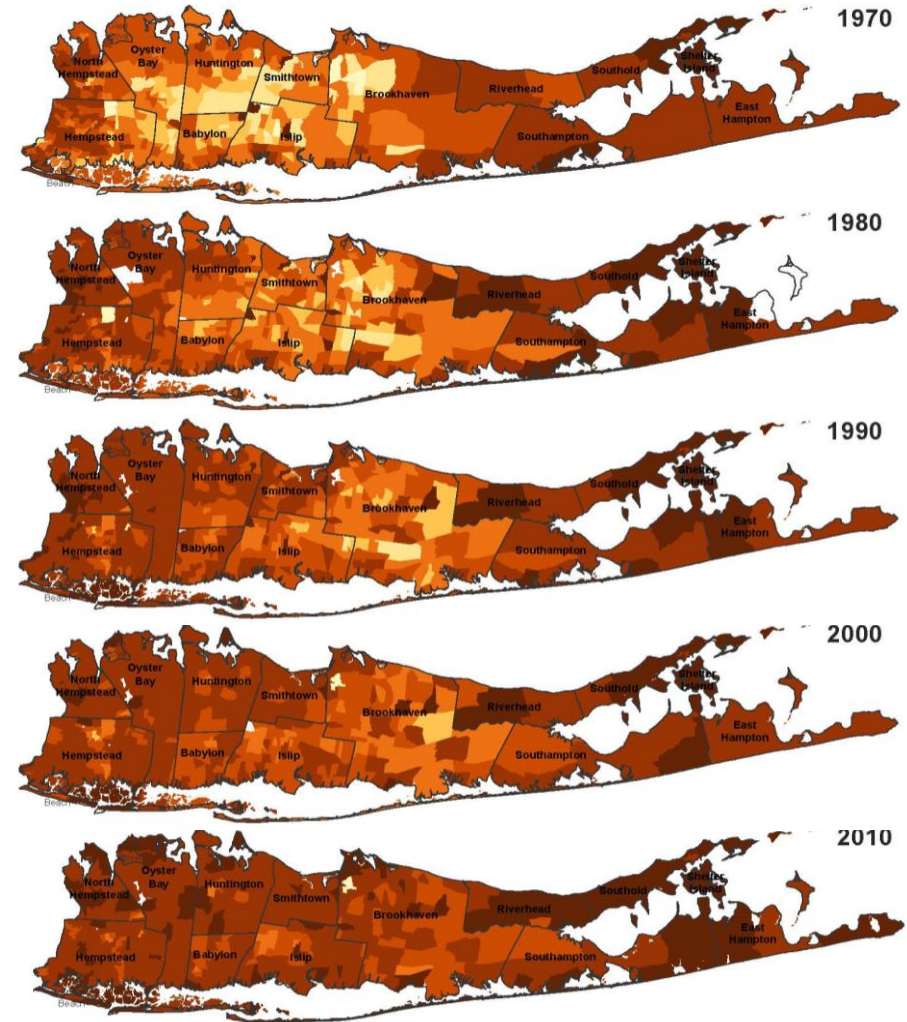 1970
Oyster
Bay
North
Hempstead
Huntington
Smithtown
Brookhaven
Riverhead
Southold
Shelter
Island
East
Hampton
Hempstead
Babylon
Islip
Southampton
Beach
1980
Oyster
Bay
North
Hempstead
Huntington
Smithtown
Brookhaven
Riverhead
Southold
Shelter
Island
East
Hampton
Hempstead
Babylon
Islip
Southampton
Beach
1990
Oyster
Bay
North
Hempstead
Huntington
Smithtown
Brookhaven
Riverhead
Southold
Shelter
Island
East
Hampton
Hempstead
Babylon
Islip
Southampton
Beach
2000
Oyster
Bay
North
Hempstead
Huntington
Smithtown
Brookhaven
Riverhead
Southold
Shelter
Island
East
Hampton
Hempstead
Babylon
Islip
Southampton
Beach
2010
Oyster
Bay
North
Hempstead
Huntington
Smithtown
Brookhaven
Riverhead
Southold
Shelter
Island
East
Hampton
Hempstead
Babylon
Islip
Southampton
Beach